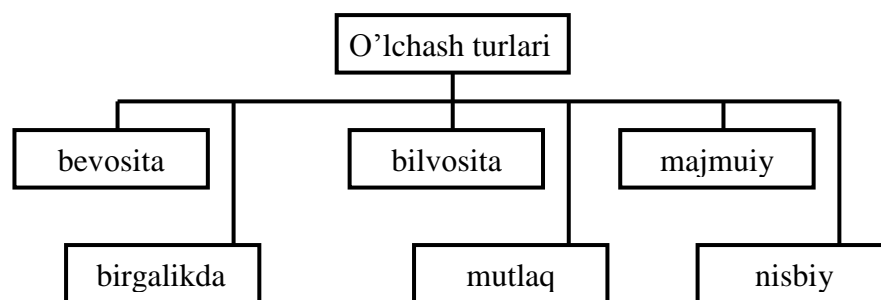 O’lchash turlari
bevosita bilvosita majmuiy
birgalikda mutlaq nisbiy